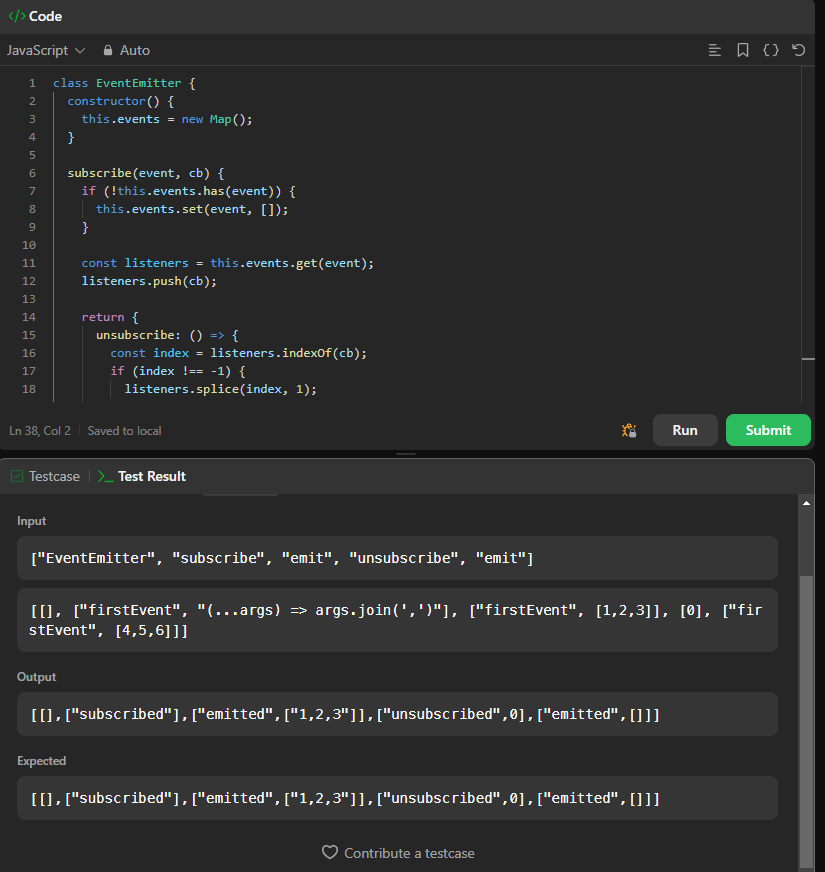 </> Code
JavaScript Auto
1 class EventEmitter {
2 constructor() {
3 this.events = new Map();
4 }
5
6 subscribe(event, cb) {
7 if (!this.events.has(event)) {
8 this.events.set(event, []);
9 }
10
11 const listeners = this.events.get(event);
12 listeners.push(cb);
13
14 return {
15 unsubscribe: () => {
16 const index = listeners.indexOf(cb);
17 if (index !== -1) {
18 listeners.splice(index, 1);
Ln 38, Col 2 Saved to local Run Submit
Testcase Test Result
Input
["EventEmitter", "subscribe", "emit", "unsubscribe", "emit"]
[[], ["firstEvent", "(...args) => args.join(',')"], ["firstEvent", [1,2,3]], [0], ["fir
stEvent", [4,5,6]]]
Output
[[],["subscribed"],["emitted",["1,2,3"]],["unsubscribed",0],["emitted",[]]]
Expected
[[],["subscribed"],["emitted",["1,2,3"]],["unsubscribed",0],["emitted",[]]]
Contribute a testcase